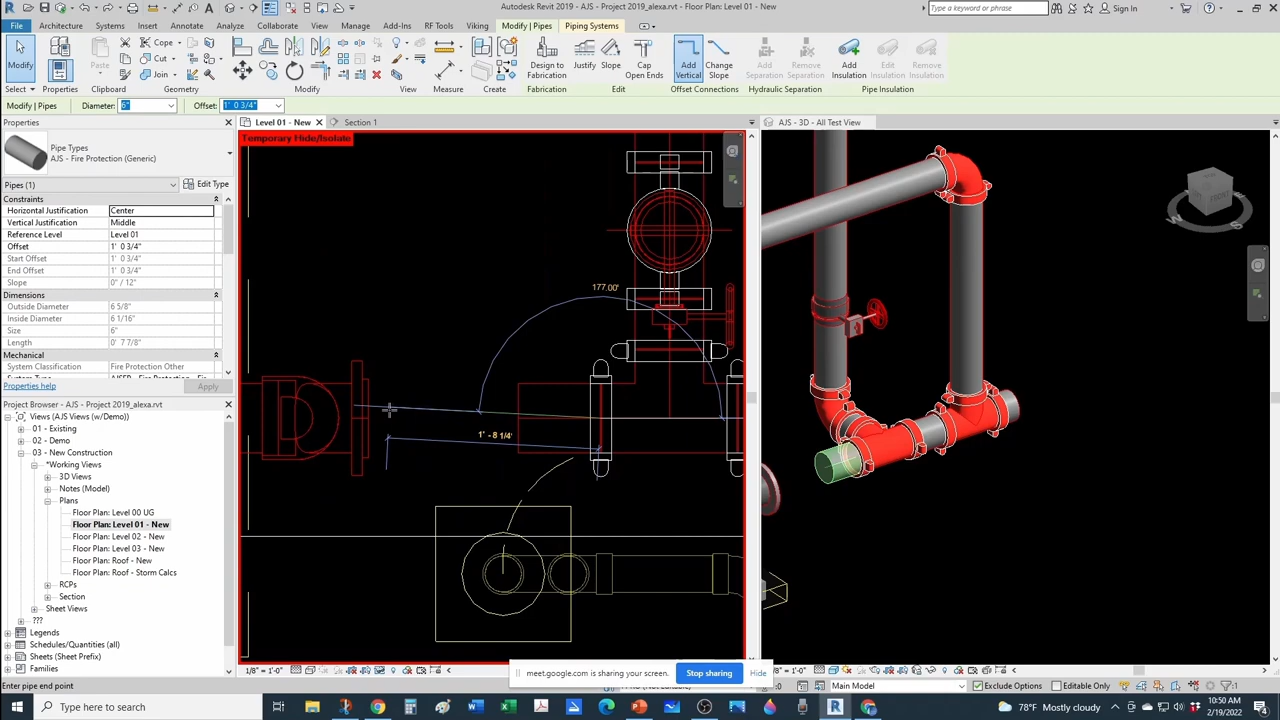 Autodesk Revit 2019 - Project 2019_alexa.rvt - Floor Plan: Level 01 - New
Type a keyword or phrase
Sign In
File Architecture Systems Insert Annotate Analyze Collaborate View Manage Add-Ins RF Tools Viking Modify | Pipes Piping Systems
Modify
Properties
Paste
Cope
Cut
Join
Design to Fabrication
Justify
Slope
Cap Open Ends
Add Vertical
Change Slope
Add Separation
Remove Separation
Add Insulation
Edit Insulation
Remove Insulation
Select Properties Clipboard Geometry Modify View Measure Create Fabrication Edit Offset Connections Hydraulic Separation Pipe Insulation
Modify | Pipes Diameter: 6" Offset: 1' 0 3/4"
Properties
Level 01 - New
Section 1
AJS - 3D - All Test View
Temporary Hide/Isolate
Pipe Types
AJS - Fire Protection (Generic)
Pipes (1) Edit Type
Constraints
Horizontal Justification Center
Vertical Justification Middle
Reference Level Level 01
Offset 1' 0 3/4"
Start Offset 1' 0 3/4"
End Offset 1' 0 3/4"
Slope 0" / 12"
Dimensions
Outside Diameter 6 5/8"
Inside Diameter 6 1/16"
Size 6"
Length 0' 7 7/8"
Mechanical
System Classification Fire Protection Other
Properties help Apply
177.00°
1' - 8 1/4"
Project Browser - AJS - Project 2019_alexa.rvt
Views (AJS Views (w/Demo))
01 - Existing
02 - Demo
03 - New Construction
*Working Views
3D Views
Notes (Model)
Plans
Floor Plan: Level 00 UG
Floor Plan: Level 01 - New
Floor Plan: Level 02 - New
Floor Plan: Level 03 - New
Floor Plan: Roof - New
Floor Plan: Roof - Storm Calcs
RCPs
Section
Sheet Views
???
Legends
Schedules/Quantities (all)
Sheets (Sheet Prefix)
Families
1/8" = 1'-0"
meet.google.com is sharing your screen. Stop sharing Hide
Enter pipe end point
Main Model
Exclude Options
Editable Only
Type here to search
78°F Mostly cloudy
10:50 AM
2/19/2022